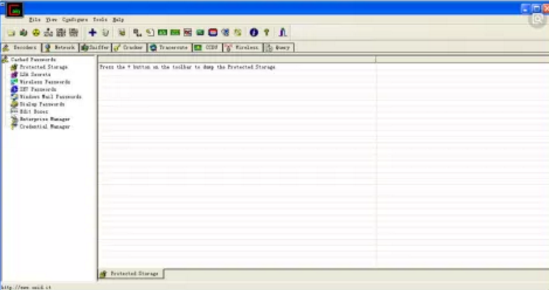 File View Configure Tools Help
Decoders Network Sniffer Cracker Traceroute CCDU Wireless Query
Cached Passwords
Protected Storage
LSA Secrets
Wireless Passwords
IE7 Passwords
Windows Mail Passwords
Dialup Passwords
Edit Boxes
Enterprise Manager
Credential Manager
Press the + button on the toolbar to dump the Protected Storage
Protected Storage
http://www.oxid.it